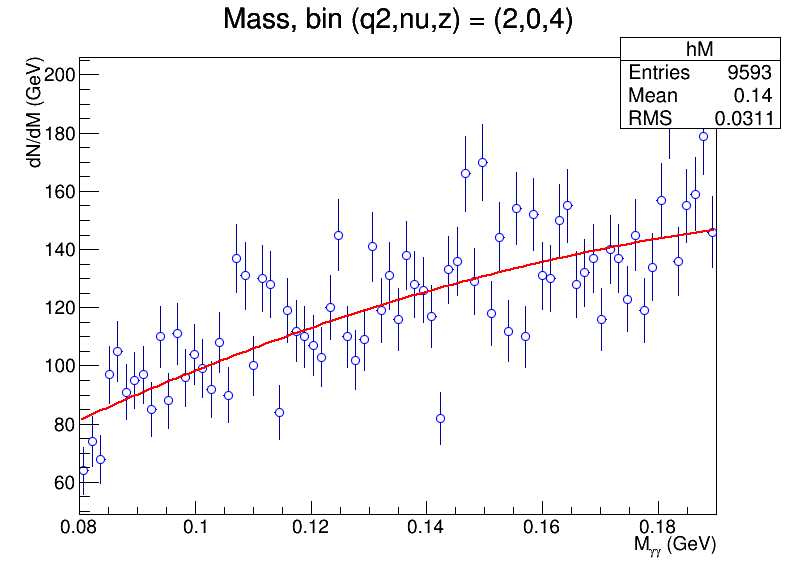 Mass, bin (q2,nu,z) = (2,0,4)
hM
Entries 9593
Mean 0.14
RMS 0.0311
dN/dM (GeV)
200
180
160
140
120
100
80
60
0.08 0.1 0.12 0.14 0.16 0.18
Mγγ (GeV)